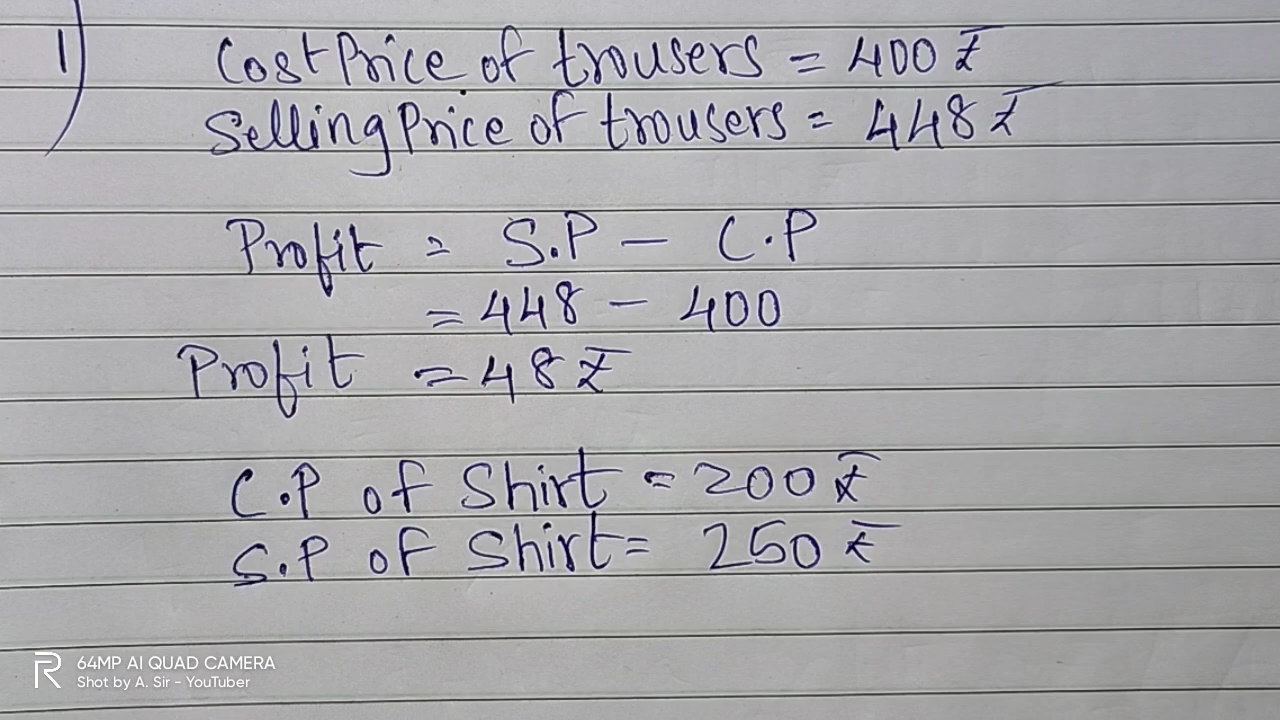 1)
Cost Price of trousers = 400 ₹
Selling Price of trousers = 448 ₹
Profit = S.P – C.P
= 448 – 400
Profit = 48 ₹
C.P of Shirt = 200 ₹
S.P of Shirt = 250 ₹
R
64MP AI QUAD CAMERA
Shot by A. Sir - YouTuber